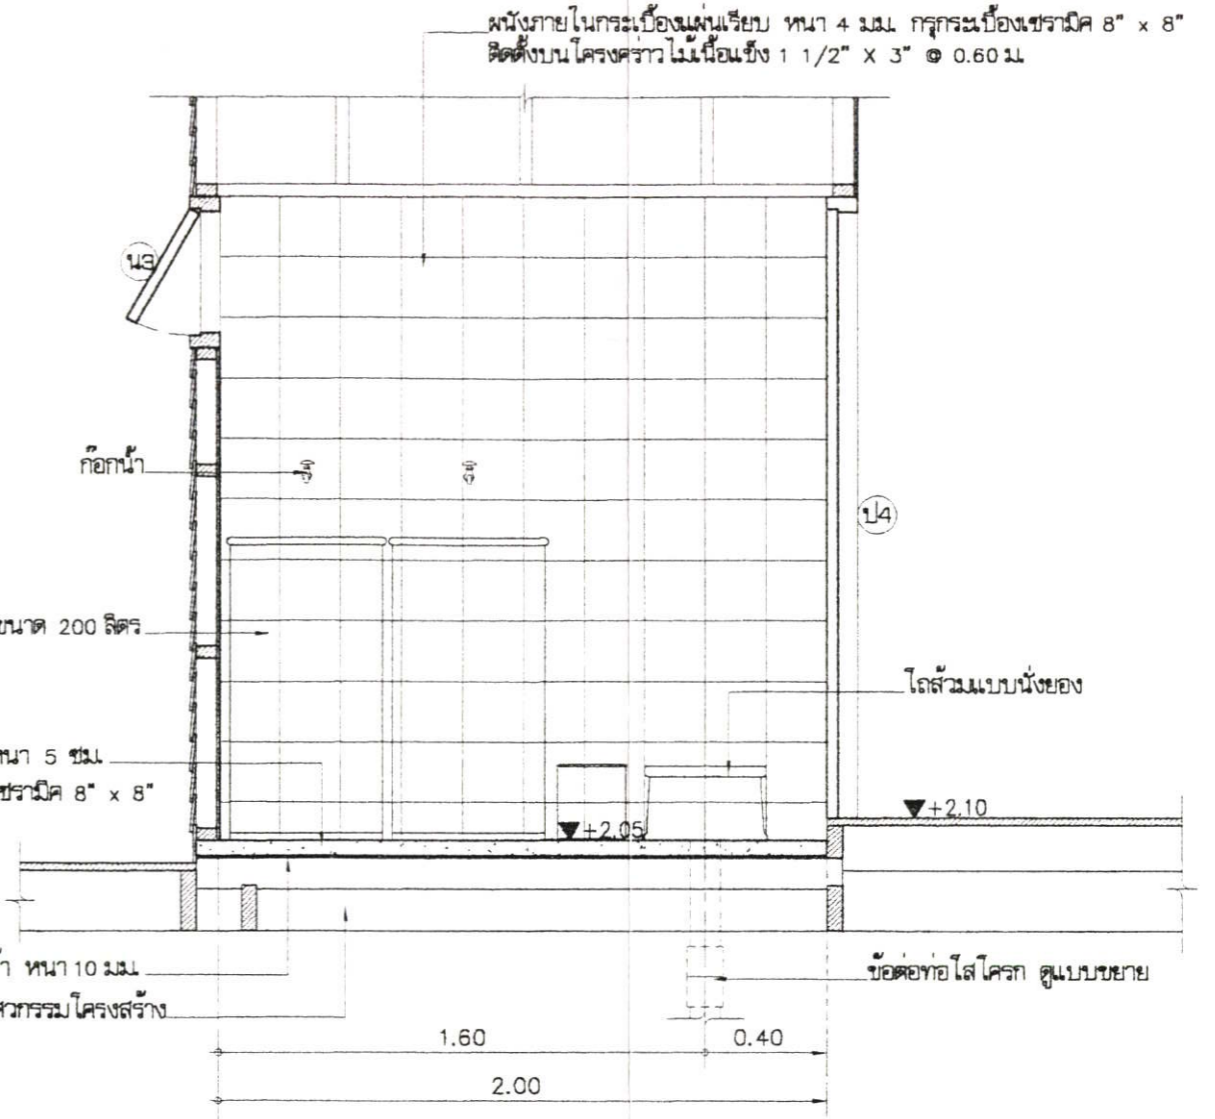 ผนังภายในกระเบื้องแผ่นเรียบ หนา 4 มม. กรุกระเบื้องเซรามิค 8" x 8"
ติดตั้งบนโครงคร่าวไม้เนื้อแข็ง 1 1/2" X 3" @ 0.60 ม.
น3
ก๊อกน้ำ
ป4
ขนาด 200 ลิตร
โถส้วมแบบนั่งยอง
หนา 5 ซม.
เซรามิค 8" x 8"
+2.05
+2.10
หนา 10 มม.
ข้อต่อท่อโสโครก ดูแบบขยาย
วกรรมโครงสร้าง
1.60
0.40
2.00